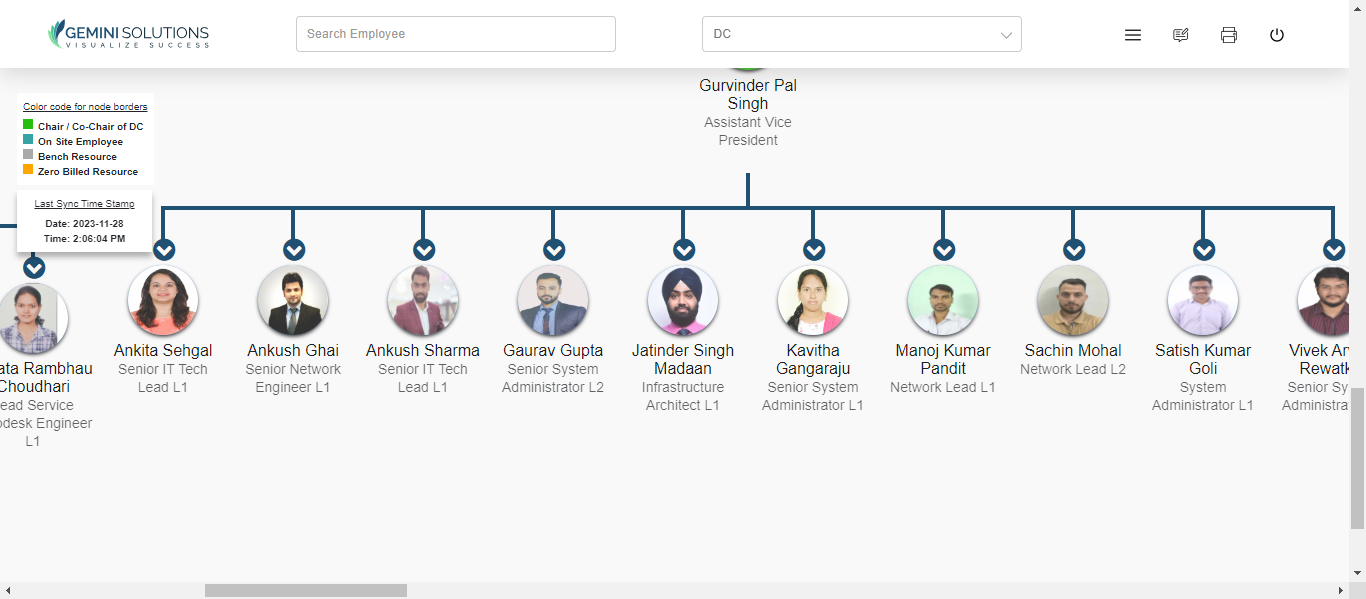 GEMINI SOLUTIONS
VISUALIZE SUCCESS
Search Employee
DC
Gurvinder Pal
Singh
Assistant Vice
President
Color code for node borders
Chair / Co-Chair of DC
On Site Employee
Bench Resource
Zero Billed Resource
Last Sync Time Stamp
Date: 2023-11-28
Time: 2:06:04 PM
ata Rambhau
Choudhari
ead Service
desk Engineer
L1
Ankita Sehgal
Senior IT Tech
Lead L1
Ankush Ghai
Senior Network
Engineer L1
Ankush Sharma
Senior IT Tech
Lead L1
Gaurav Gupta
Senior System
Administrator L2
Jatinder Singh
Madaan
Infrastructure
Architect L1
Kavitha
Gangaraju
Senior System
Administrator L1
Manoj Kumar
Pandit
Network Lead L1
Sachin Mohal
Network Lead L2
Satish Kumar
Goli
System
Administrator L1
Vivek Ar
Rewatk
Senior Sy
Administra